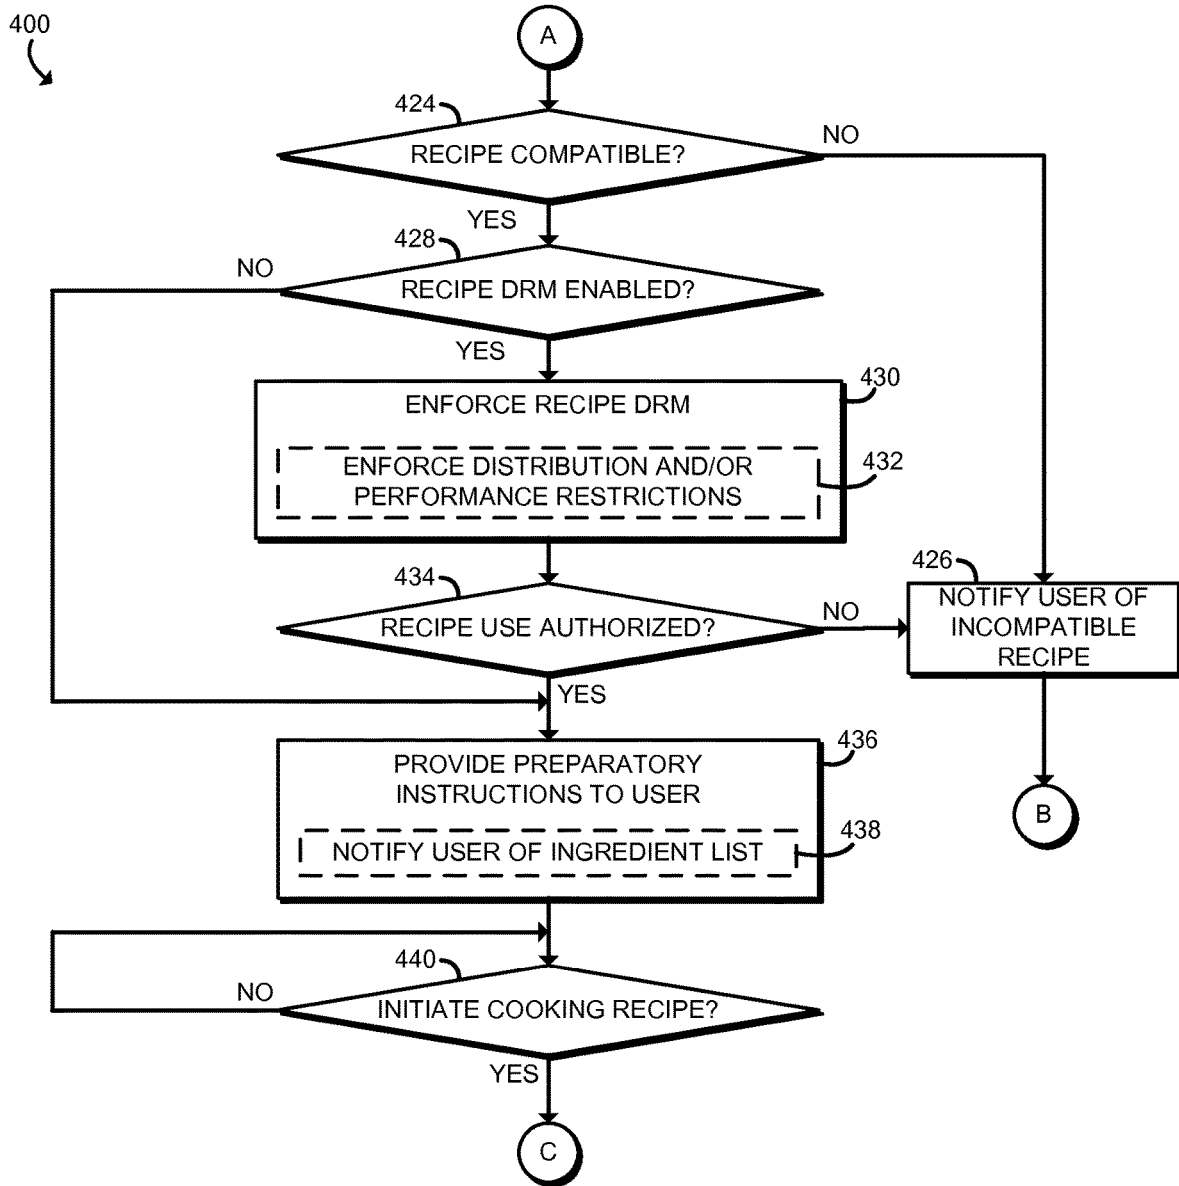 400
A
424
RECIPE COMPATIBLE?
NO
YES
428
NO
RECIPE DRM ENABLED?
YES
430
ENFORCE RECIPE DRM
ENFORCE DISTRIBUTION AND/OR
PERFORMANCE RESTRICTIONS
432
434
RECIPE USE AUTHORIZED?
NO
YES
426
NOTIFY USER OF
INCOMPATIBLE
RECIPE
B
436
PROVIDE PREPARATORY
INSTRUCTIONS TO USER
NOTIFY USER OF INGREDIENT LIST
438
440
NO
INITIATE COOKING RECIPE?
YES
C